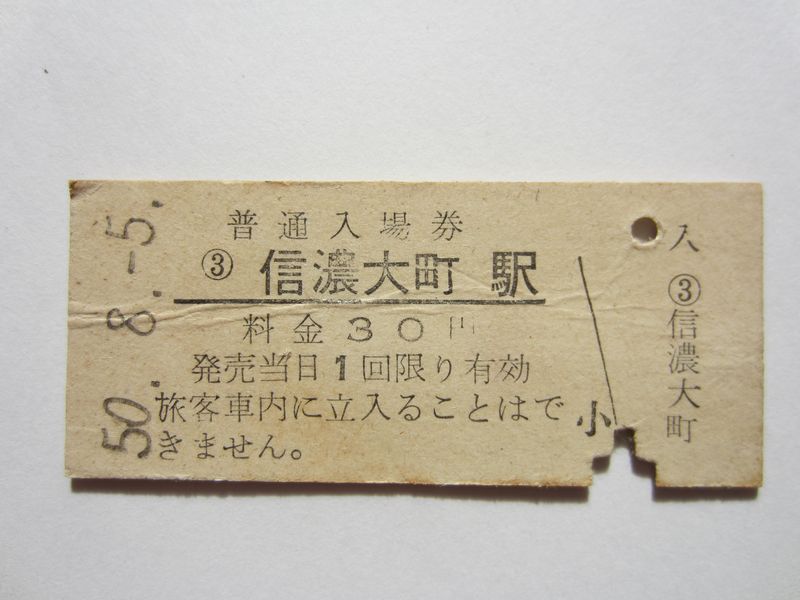 普通入場券
③ 信濃大町 駅
料金30円
発売当日1回限り有効
旅客車内に立入ることはで
きません。
小
入
③信濃大町
50. 8. -5.